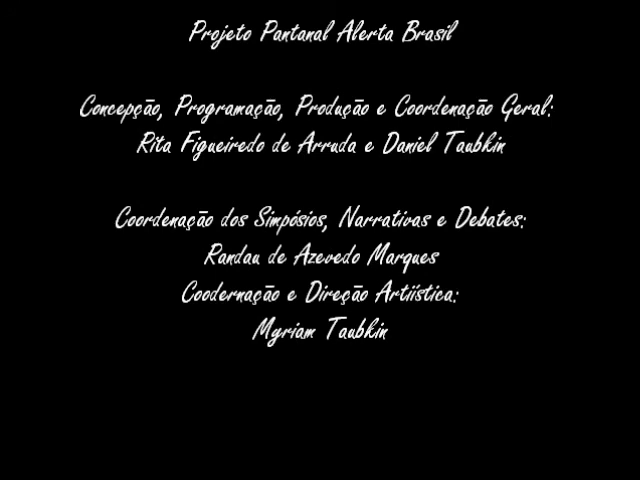 Projeto Pantanal Alerta Brasil
Concepção, Programação, Produção e Coordenação Geral:
Rita Figueiredo de Arruda e Daniel Taubkin
Coordenação dos Simpósios, Narrativas e Debates:
Randau de Azevedo Marques
Coodernação e Direção Artiística:
Myriam Taubkin